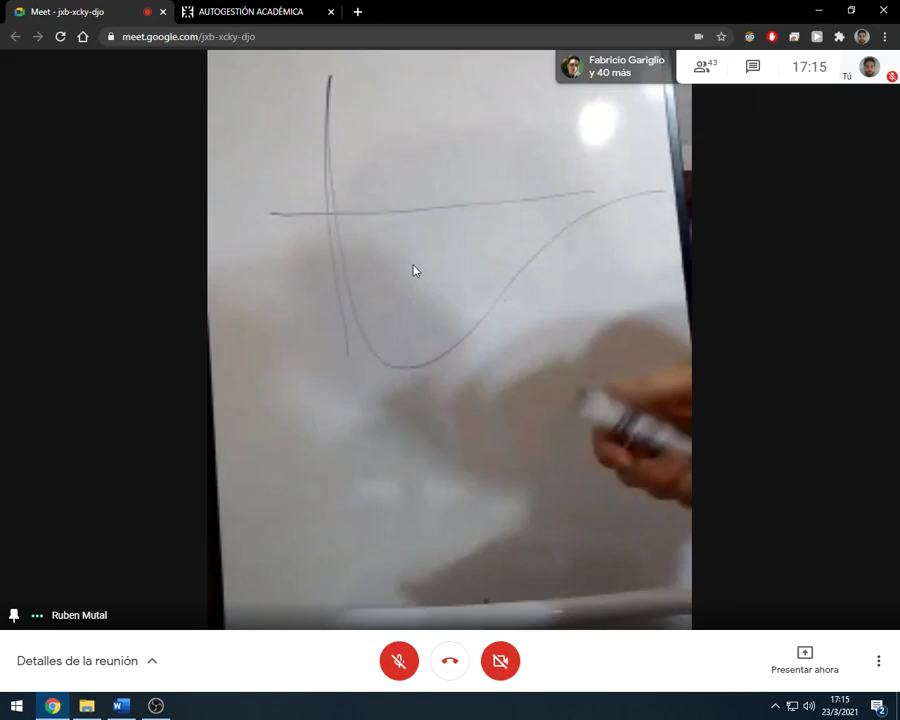 Meet - jxb-xcky-djo
AUTOGESTIÓN ACADÉMICA
meet.google.com/jxb-xcky-djo
Fabricio Gariglio
y 40 más
43
17:15
Tú
Ruben Mutal
Detalles de la reunión
Presentar ahora
17:15
23/3/2021
2